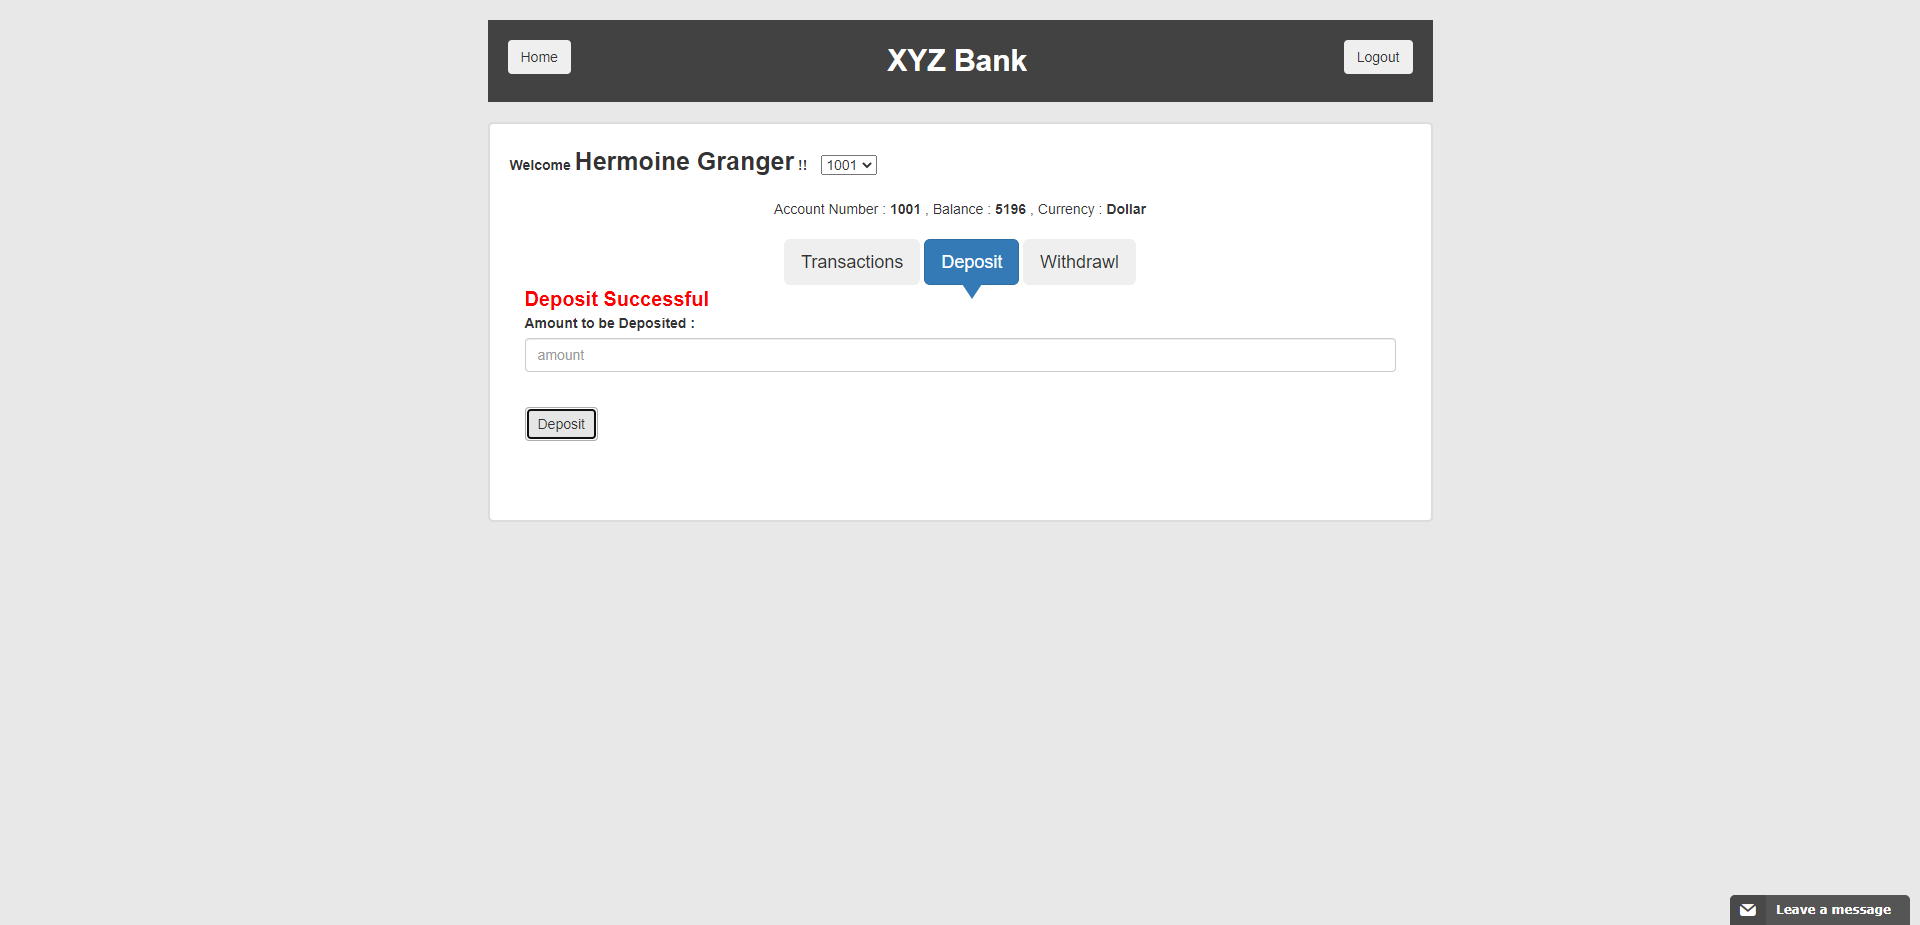 Home
XYZ Bank
Logout
Welcome Hermoine Granger !! 1001
Account Number : 1001 , Balance : 5196 , Currency : Dollar
Transactions
Deposit
Withdrawl
Deposit Successful
Amount to be Deposited :
amount
Deposit
Leave a message